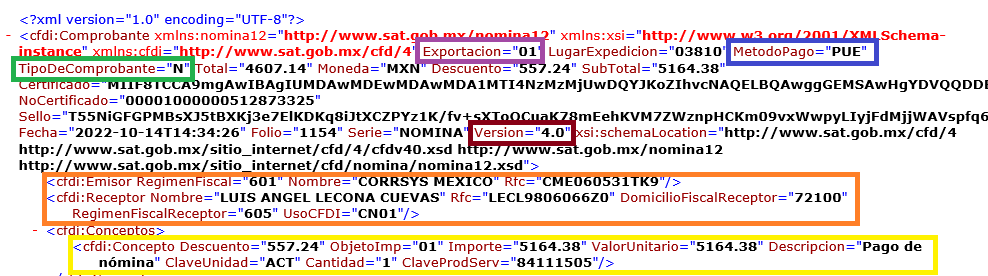 <?xml version="1.0" encoding="UTF-8"?>
- <cfdi:Comprobante xmlns:nomina12="http://www.sat.gob.mx/nomina12" xmlns:xsi="http://www.w3.org/2001/XMLSchema-
instance" xmlns:cfdi="http://www.sat.gob.mx/cfd/4" Exportacion="01" LugarExpedicion="03810" MetodoPago="PUE"
TipoDeComprobante="N" Total="4607.14" Moneda="MXN" Descuento="557.24" SubTotal="5164.38"
NoCertificado="00001000000512873325"
Fecha="2022-10-14T14:34:26" Folio="1154" Serie="NOMINA" Version="4.0" xsi:schemaLocation="http://www.sat.gob.mx/cfd/4
http://www.sat.gob.mx/sitio_internet/cfd/4/cfdv40.xsd http://www.sat.gob.mx/nomina12
http://www.sat.gob.mx/sitio_internet/cfd/nomina/nomina12.xsd">
<cfdi:Emisor RegimenFiscal="601" Nombre="CORRSYS MEXICO" Rfc="CME060531TK9"/>
<cfdi:Receptor Nombre="LUIS ANGEL LECONA CUEVAS" Rfc="LECL9806066Z0" DomicilioFiscalReceptor="72100"
RegimenFiscalReceptor="605" UsoCFDI="CN01"/>
- <cfdi:Conceptos>
<cfdi:Concepto Descuento="557.24" ObjetoImp="01" Importe="5164.38" ValorUnitario="5164.38" Descripcion="Pago de
nómina" ClaveUnidad="ACT" Cantidad="1" ClaveProdServ="84111505"/>